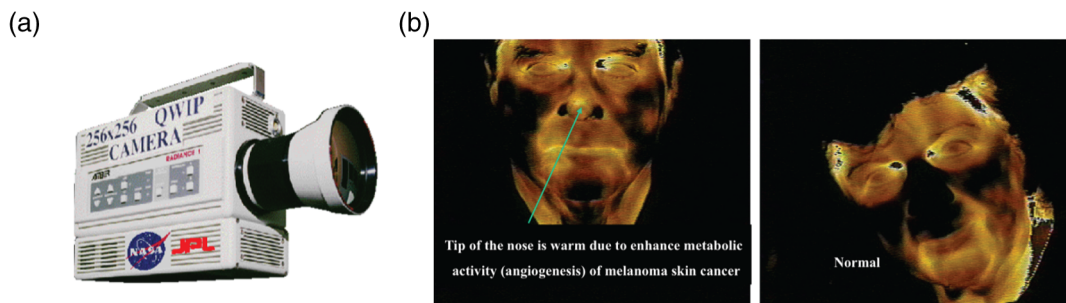 (a)
(b)
256x256 QWIP
CAMERA
RADIANCE 1
AMBER
NASA
JPL
Tip of the nose is warm due to enhance metabolic
activity (angiogenesis) of melanoma skin cancer
Normal